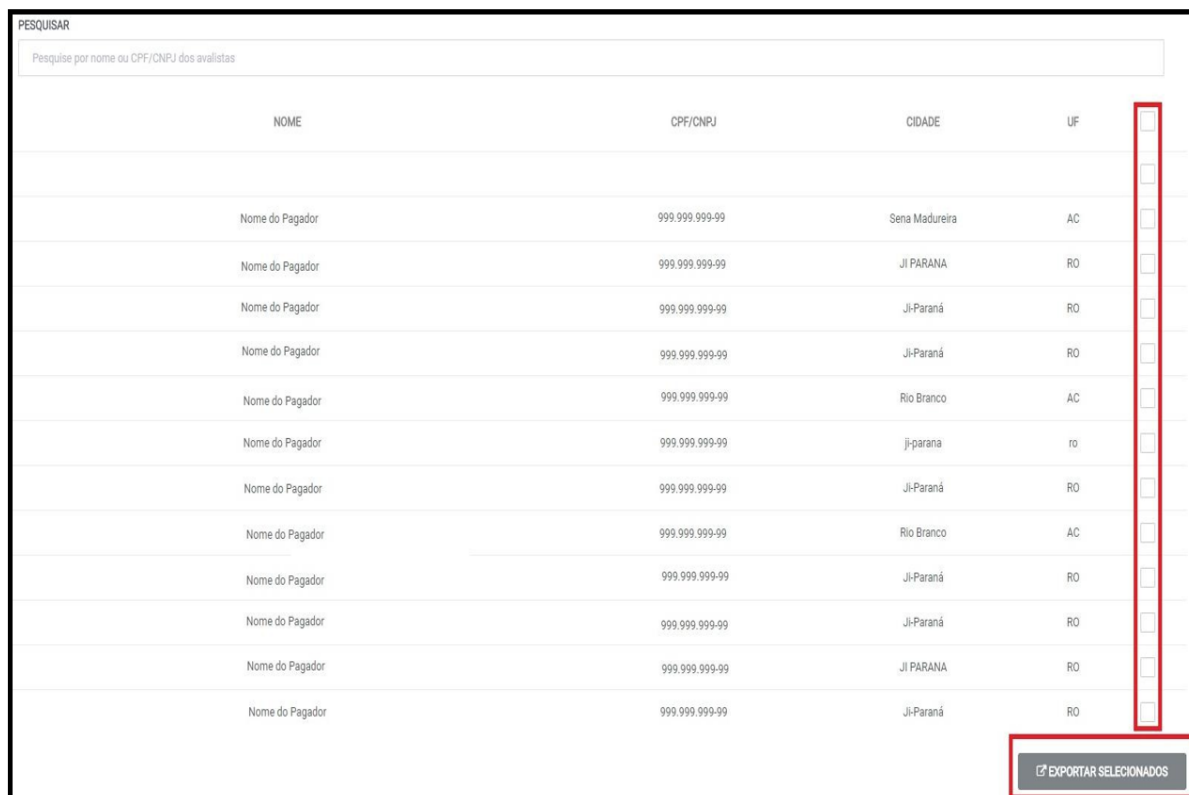 PESQUISAR
Pesquise por nome ou CPF/CNPJ dos avalistas
NOME CPF/CNPJ CIDADE UF
Nome do Pagador 999.999.999-99 Sena Madureira AC
Nome do Pagador 999.999.999-99 JI PARANA RO
Nome do Pagador 999.999.999-99 Ji-Paraná RO
Nome do Pagador 999.999.999-99 Ji-Paraná RO
Nome do Pagador 999.999.999-99 Rio Branco AC
Nome do Pagador 999.999.999-99 ji-parana ro
Nome do Pagador 999.999.999-99 Ji-Paraná RO
Nome do Pagador 999.999.999-99 Rio Branco AC
Nome do Pagador 999.999.999-99 Ji-Paraná RO
Nome do Pagador 999.999.999-99 Ji-Paraná RO
Nome do Pagador 999.999.999-99 JI PARANA RO
Nome do Pagador 999.999.999-99 Ji-Paraná RO
EXPORTAR SELECIONADOS